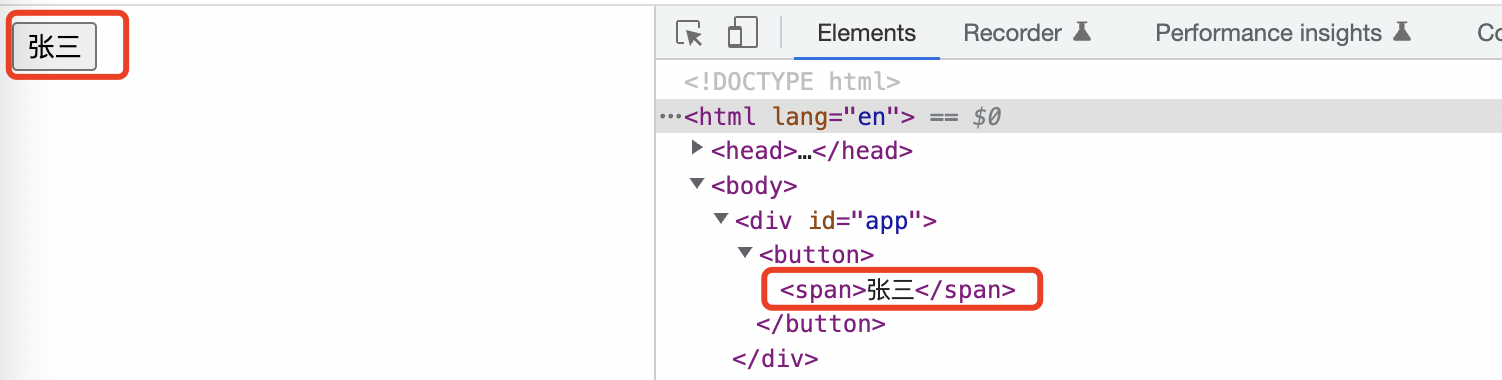 张三
Elements Recorder Performance insights Co
<!DOCTYPE html>
···<html lang="en"> == $0
<head>…</head>
<body>
<div id="app">
<button>
<span>张三</span>
</button>
</div>